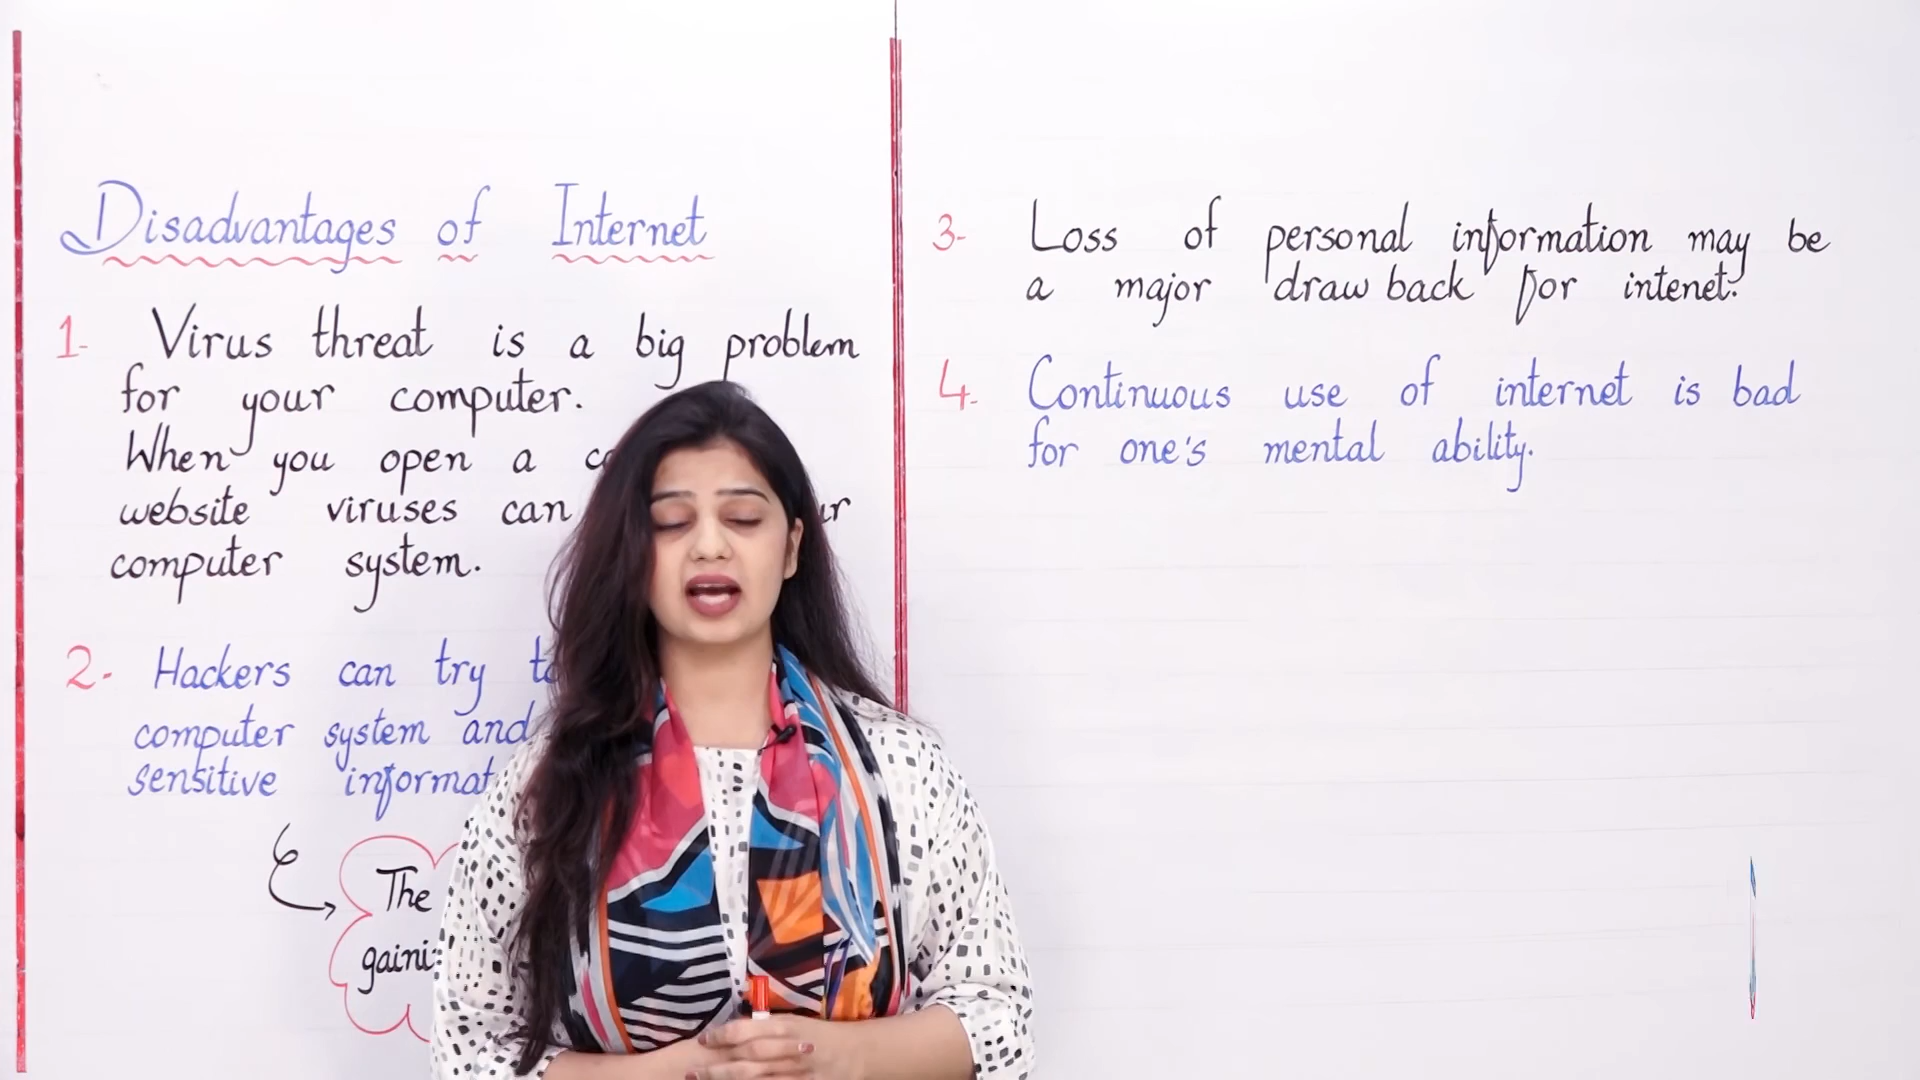 Disadvantages of Internet
1- Virus threat is a big problem
for your computer.
When you open a
website viruses can
computer system.
2- Hackers can try
computer system and
sensitive
The
3- Loss of personal information may be
a major draw back for intenet.
4- Continuous use of internet is bad
for one's mental ability.